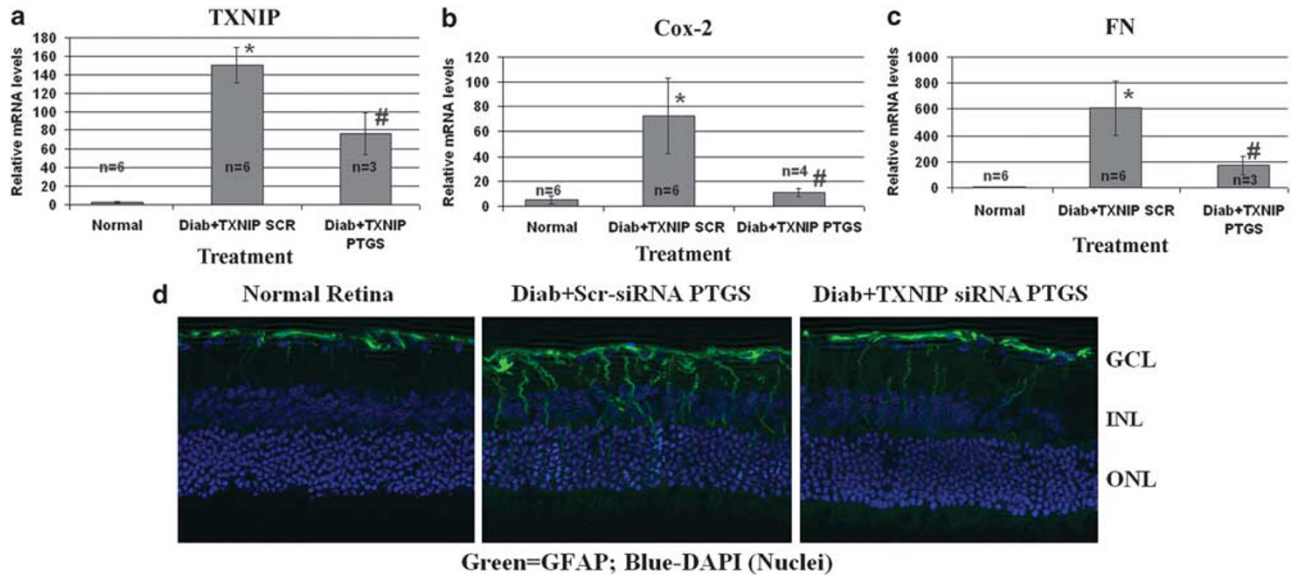 a
TXNIP
Relative mRNA levels
180
160
140
120
100
80
60
40
20
0
*
#
n=6
n=6
n=3
Normal
Diab+TXNIP SCR
Diab+TXNIP
PTGS
Treatment
b
Cox-2
Relative mRNA levels
120
100
80
60
40
20
0
*
n=4
#
n=6
n=6
Normal
Diab+TXNIP SCR
Diab+TXNIP PTGS
Treatment
c
FN
Relative mRNA levels
1000
800
600
400
200
0
*
#
n=6
n=6
n=3
Normal
Diab+TXNIP SCR
Diab+TXNIP
PTGS
Treatment
d
Normal Retina
Diab+Scr-siRNA PTGS
Diab+TXNIP siRNA PTGS
GCL
INL
ONL
Green=GFAP; Blue-DAPI (Nuclei)